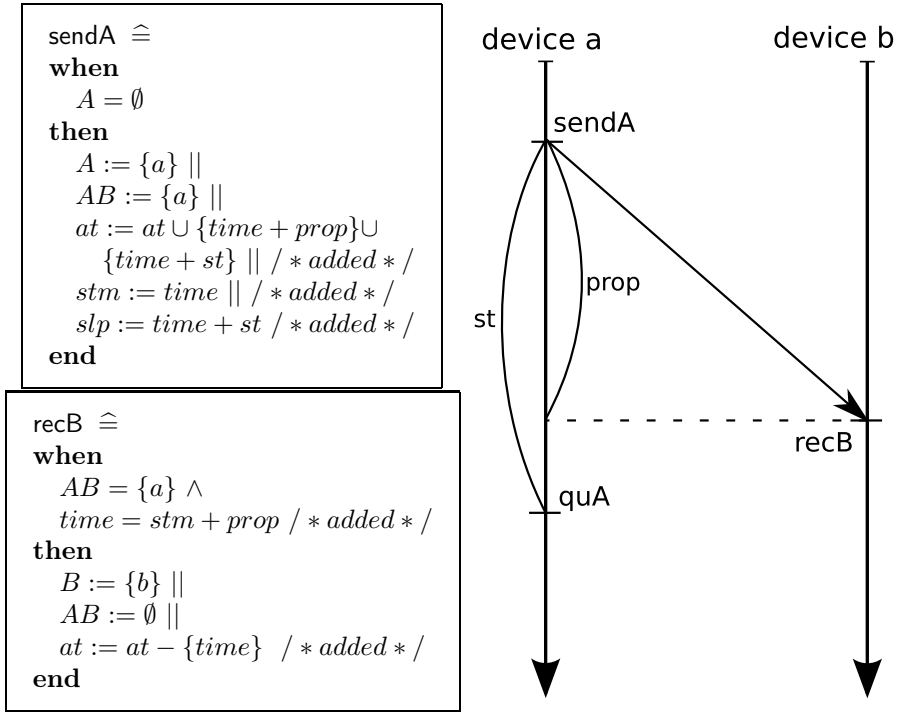 sendA ≙
when
A = ∅
then
A := {a} ||
AB := {a} ||
at := at ∪ {time + prop}∪
{time + st} || / ∗ added ∗ /
stm := time || / ∗ added ∗ /
slp := time + st / ∗ added ∗ /
end
recB ≙
when
AB = {a} ∧
time = stm + prop / ∗ added ∗ /
then
B := {b} ||
AB := ∅ ||
at := at − {time} / ∗ added ∗ /
end
device a
device b
sendA
prop
st
recB
quA